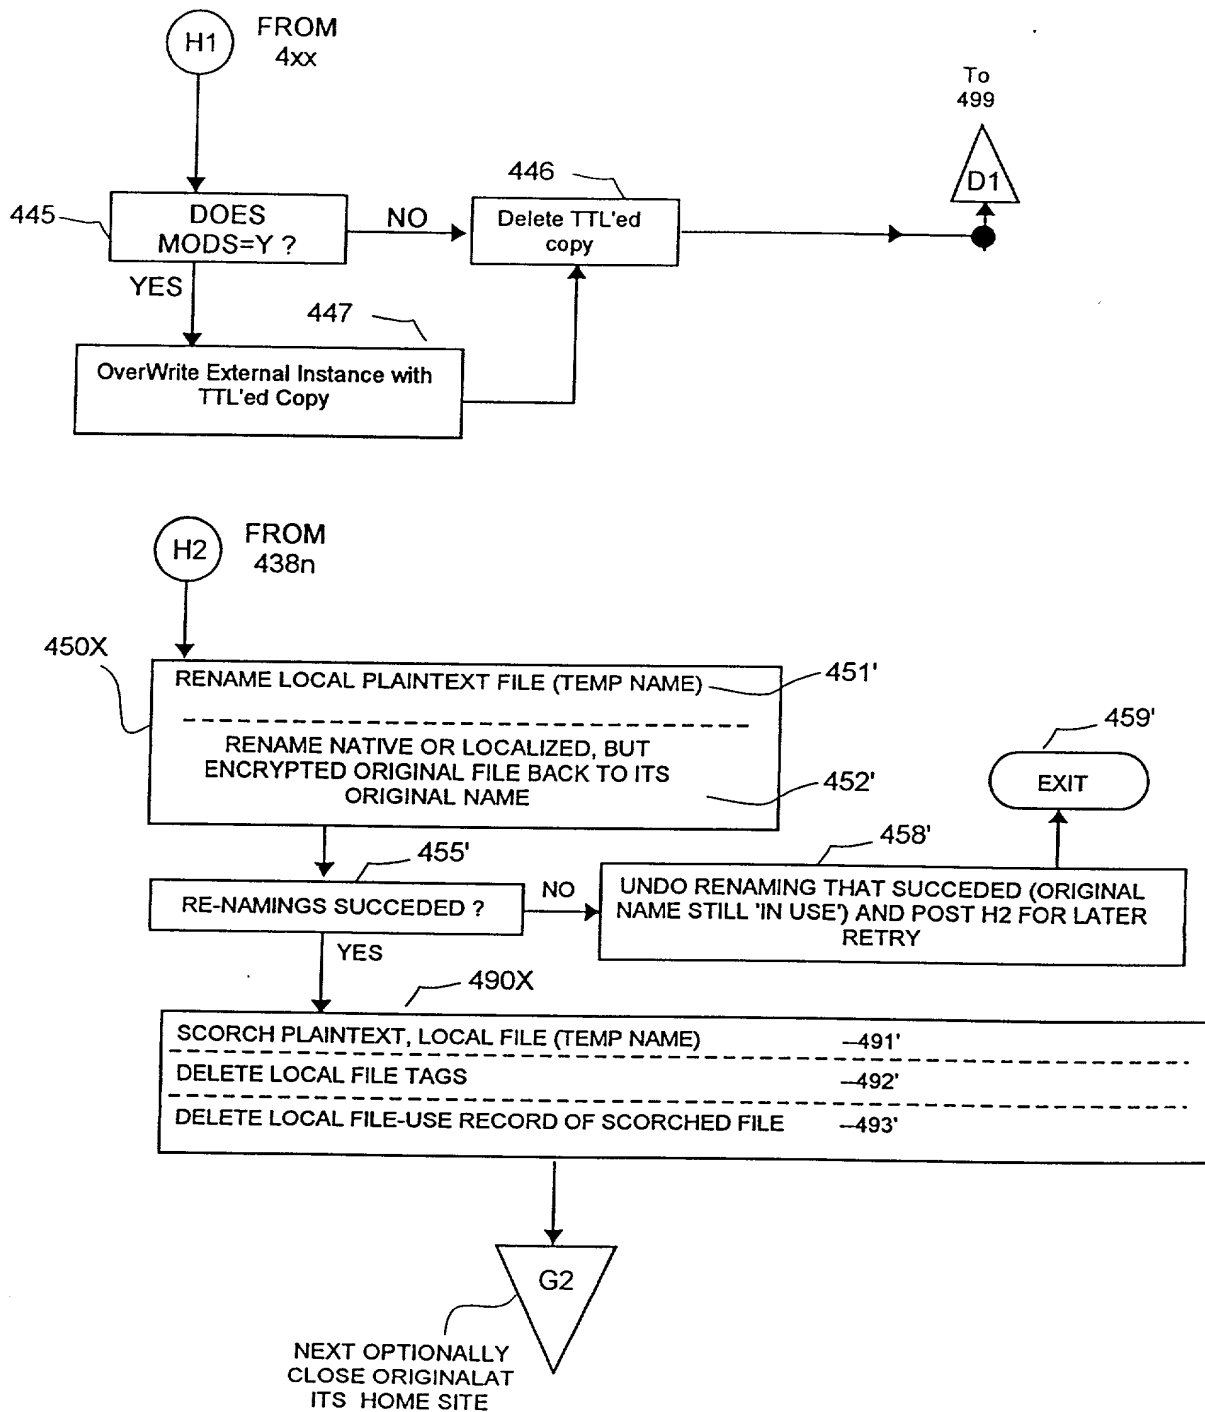 H1
FROM
4xx
To
499
D1
445
DOES
MODS=Y ?
NO
446
Delete TTL'ed
copy
YES
447
OverWrite External Instance with
TTL'ed Copy
H2
FROM
438n
450X
RENAME LOCAL PLAINTEXT FILE (TEMP NAME)
451'
RENAME NATIVE OR LOCALIZED, BUT
ENCRYPTED ORIGINAL FILE BACK TO ITS
ORIGINAL NAME
452'
459'
EXIT
455'
RE-NAMINGS SUCCEDED ?
NO
458'
UNDO RENAMING THAT SUCCEDED (ORIGINAL
NAME STILL 'IN USE') AND POST H2 FOR LATER
RETRY
YES
490X
SCORCH PLAINTEXT, LOCAL FILE (TEMP NAME) —491'
DELETE LOCAL FILE TAGS —492'
DELETE LOCAL FILE-USE RECORD OF SCORCHED FILE —493'
G2
NEXT OPTIONALLY
CLOSE ORIGINALAT
ITS HOME SITE